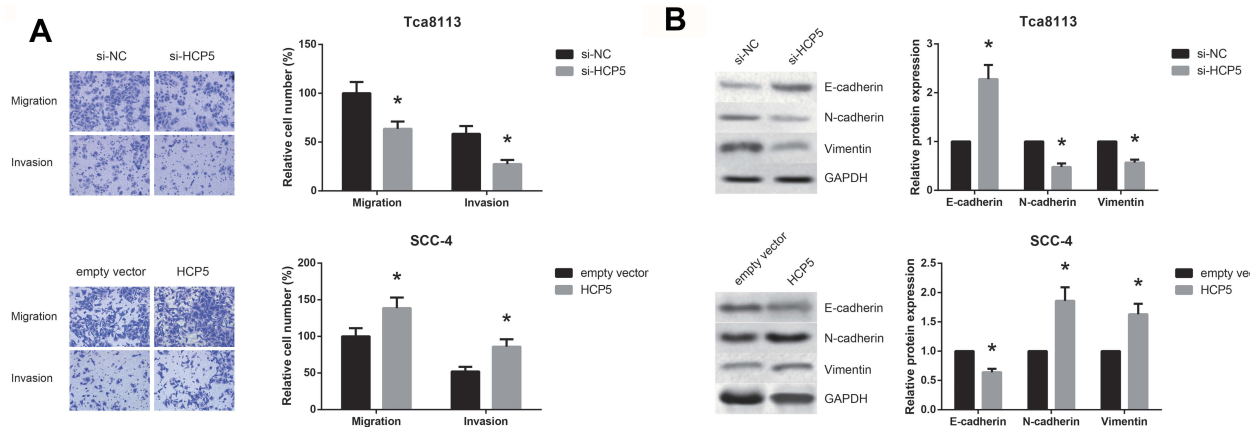 A
si-NC si-HCP5
Migration
Invasion
Tca8113
Relative cell number (%)
150
100
50
0
Migration Invasion
si-NC
si-HCP5
empty vector HCP5
Migration
Invasion
SCC-4
Relative cell number (%)
200
150
100
50
0
Migration Invasion
empty vector
HCP5
* * * *
B
si-NC si-HCP5
E-cadherin
N-cadherin
Vimentin
GAPDH
Tca8113
Relative protein expression
3
2
1
0
* * *
E-cadherin N-cadherin Vimentin
si-NC
si-HCP5
empty vector HCP5
E-cadherin
N-cadherin
Vimentin
GAPDH
SCC-4
Relative protein expression
2.5
2.0
1.5
1.0
0.5
0.0
* * *
E-cadherin N-cadherin Vimentin
empty ve
HCP5